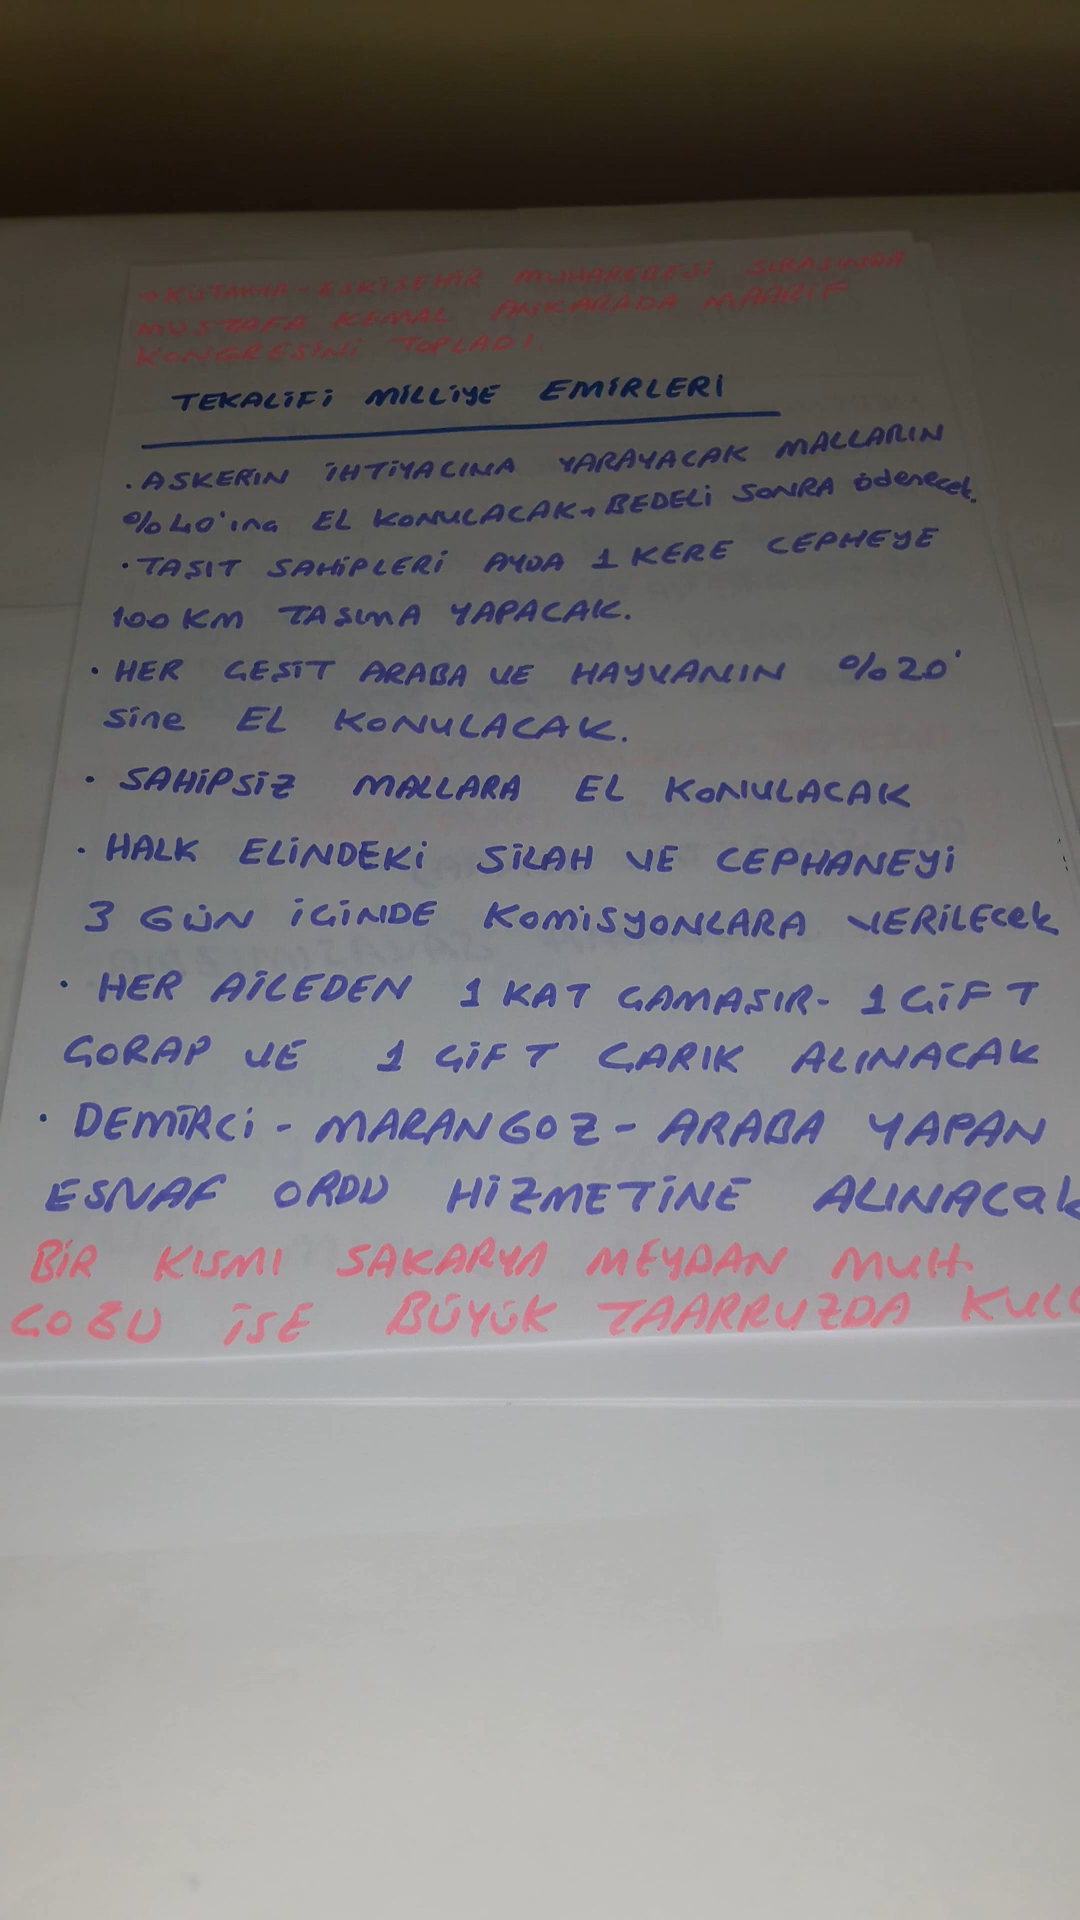 → KÜTAHYA - ESKİSEHİR MUHAREBESİ SIRASINDA
MUSTAFA KEMAL ANKARADA MAARİF
KONGRESİNİ TOPLADI.
TEKALİFİ MİLLİYE EMİRLERİ
. ASKERİN İHTİYACINA YARAYACAK MALLARIN
%40'ına EL KONULACAK → BEDELİ SONRA ödenecek.
. TAŞIT SAHİPLERİ AYDA 1 KERE CEPHEYE
100 KM TAŞIMA YAPACAK.
. HER ÇEŞİT ARABA VE HAYVANIN %20'
sine EL KONULACAK.
. SAHİPSİZ MALLARA EL KONULACAK
. HALK ELİNDEKİ SİLAH VE CEPHANEYİ
3 GÜN İÇİNDE KOMİSYONLARA VERİLECek
. HER AİLEDEN 1 KAT ÇAMAŞIR - 1 ÇİFT
ÇORAP VE 1 ÇİFT ÇARIK ALINACAK
. DEMİRCİ - MARANGOZ - ARABA YAPAN
ESNAF ORDU HİZMETİNE ALINACak
BİR KISMI SAKARYA MEYDAN MUH.
ÇOĞU İSE BÜYÜK TAARRUZDA KULL